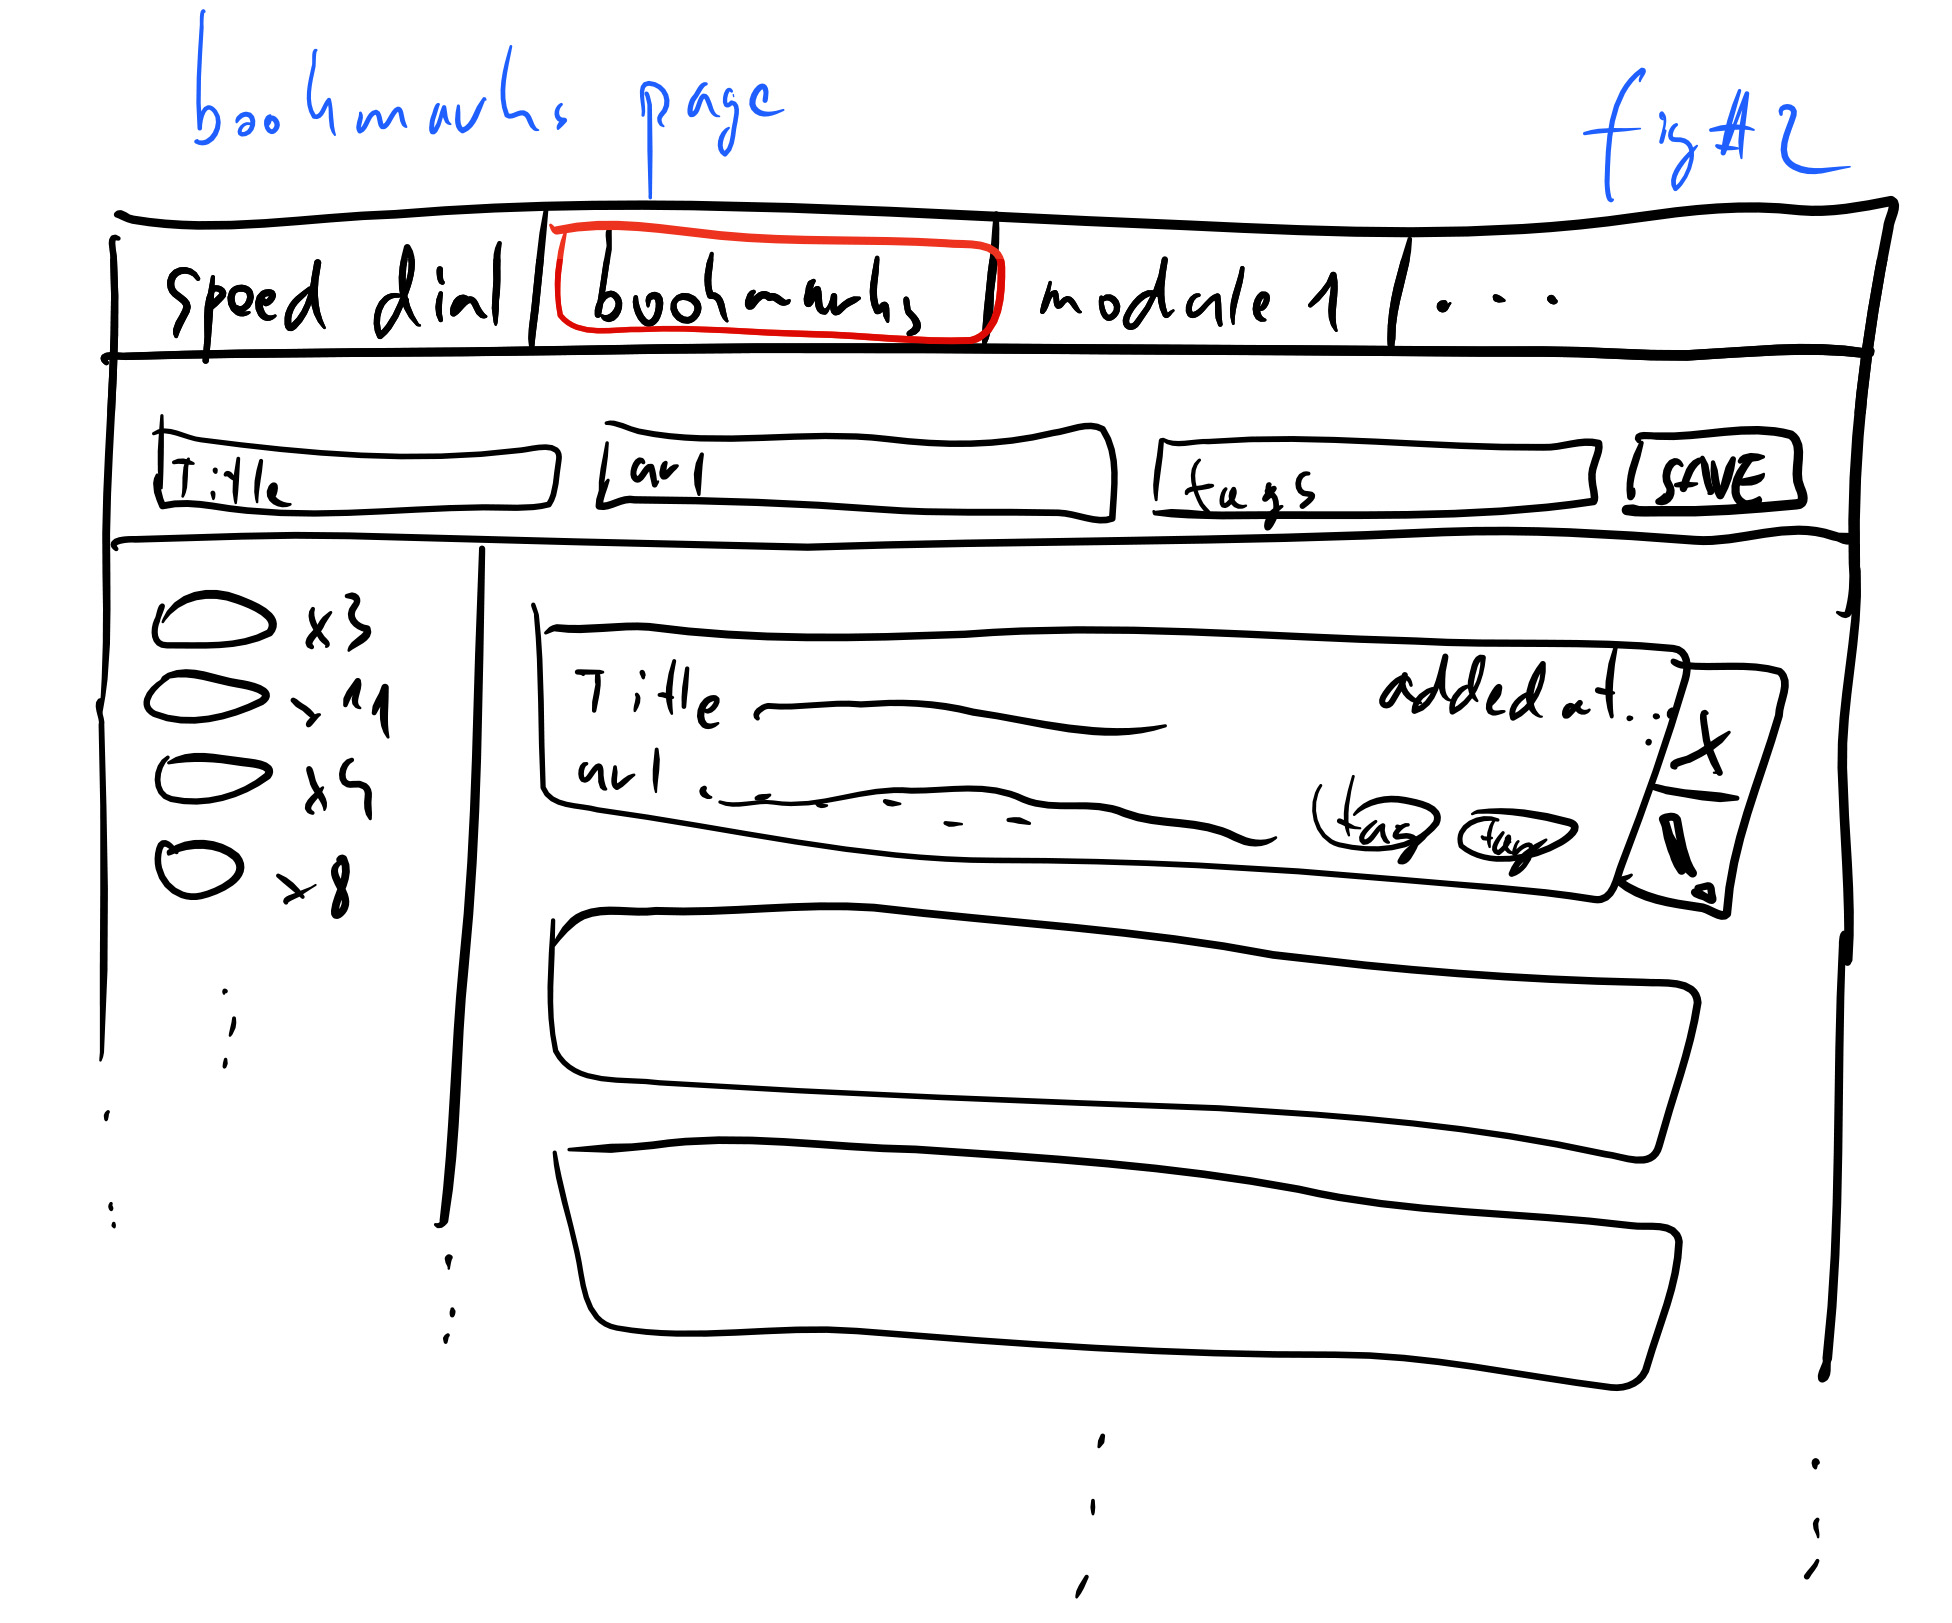 bookmarks page
fig #2
speed dial
bookmarks
module 1
. . .
Title
url
tags
SAVE
x3
x11
x4
x8
Title
added at...
url
tag
tag
X